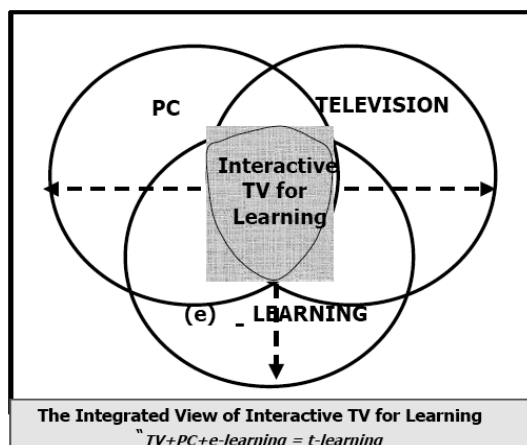 PC
TELEVISION
Interactive
TV for
Learning
(e) - LEARNING
The Integrated View of Interactive TV for Learning
“TV+PC+e-learning = t-learning